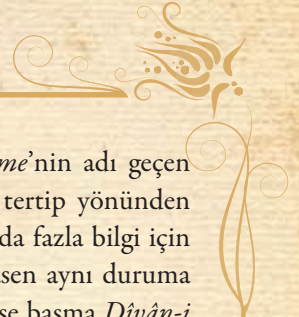 me'nin adı geçen
tertip yönünden
da fazla bilgi için
sen aynı duruma
se basma Dîvân-i